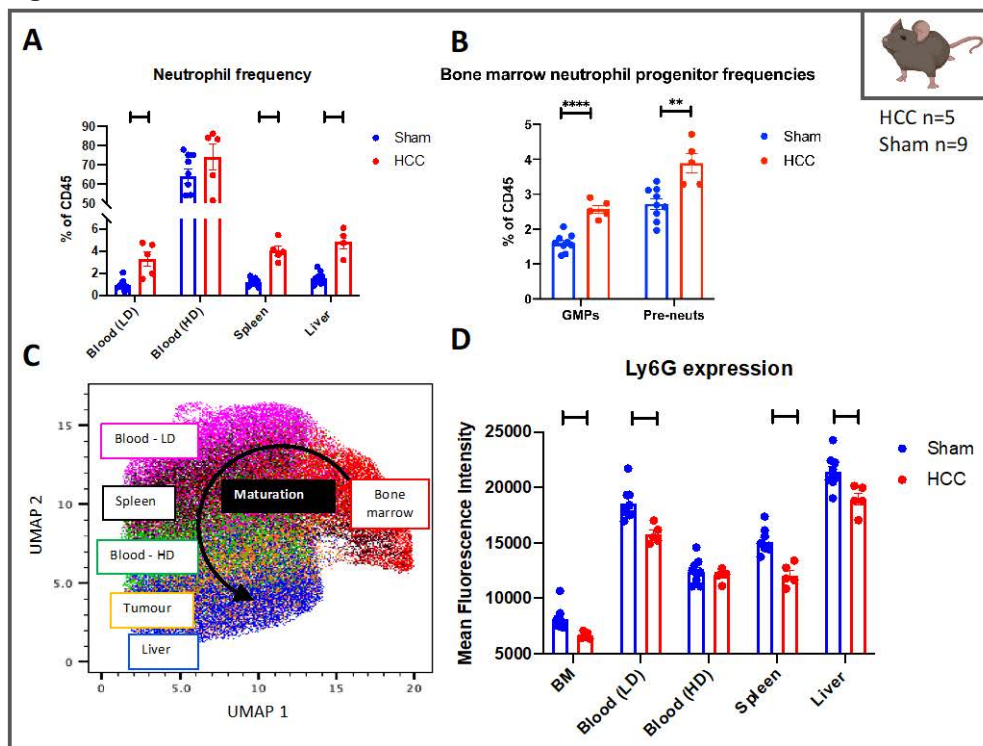 A
Neutrophil frequency
% of CD45
90
80
70
60
50
6
4
2
0
Sham
HCC
Blood (LD)
Blood (HD)
Spleen
Liver
B
Bone marrow neutrophil progenitor frequencies
% of CD45
5
4
3
2
1
0
****
**
Sham
HCC
GMPs
Pre-neuts
HCC n=5
Sham n=9
C
UMAP 2
15
10
5.0
0
Blood - LD
Spleen
Blood - HD
Tumour
Liver
Maturation
Bone
marrow
0
5.0
10
15
20
UMAP 1
D
Ly6G expression
Mean Fluorescence Intensity
25000
20000
15000
10000
5000
Sham
HCC
BM
Blood (LD)
Blood (HD)
Spleen
Liver